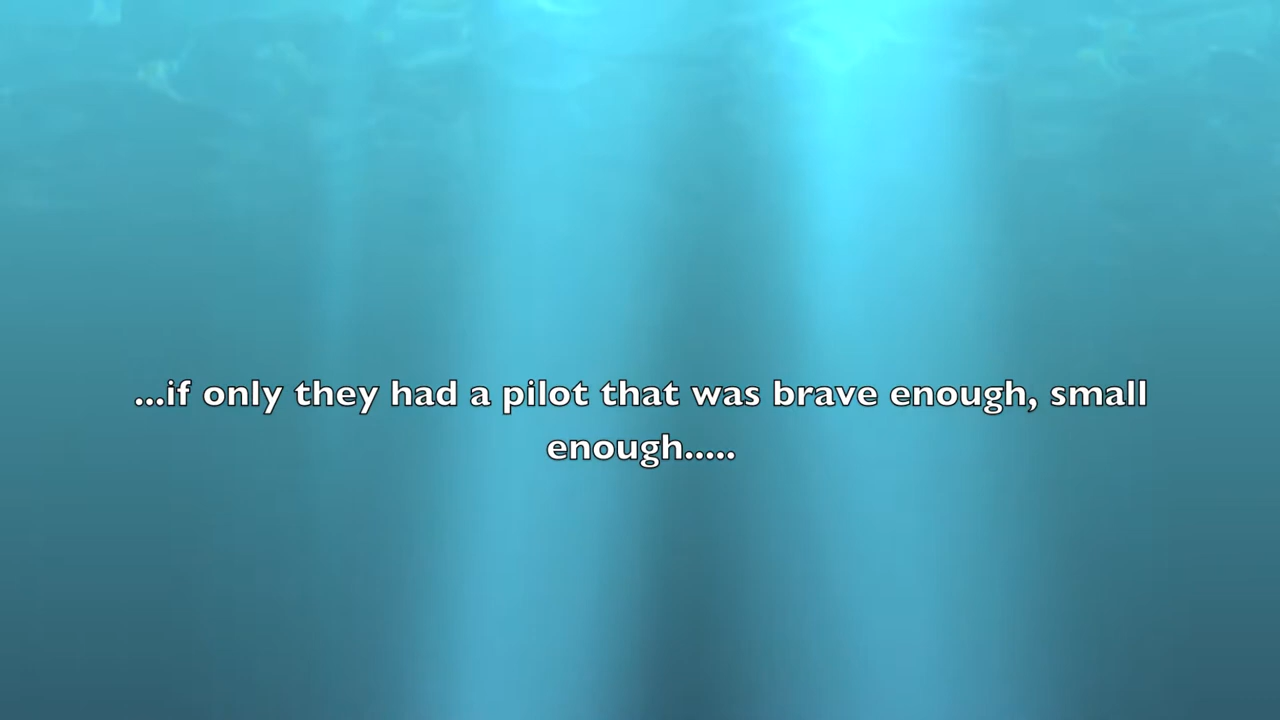 ...if only they had a pilot that was brave enough, small
enough.....